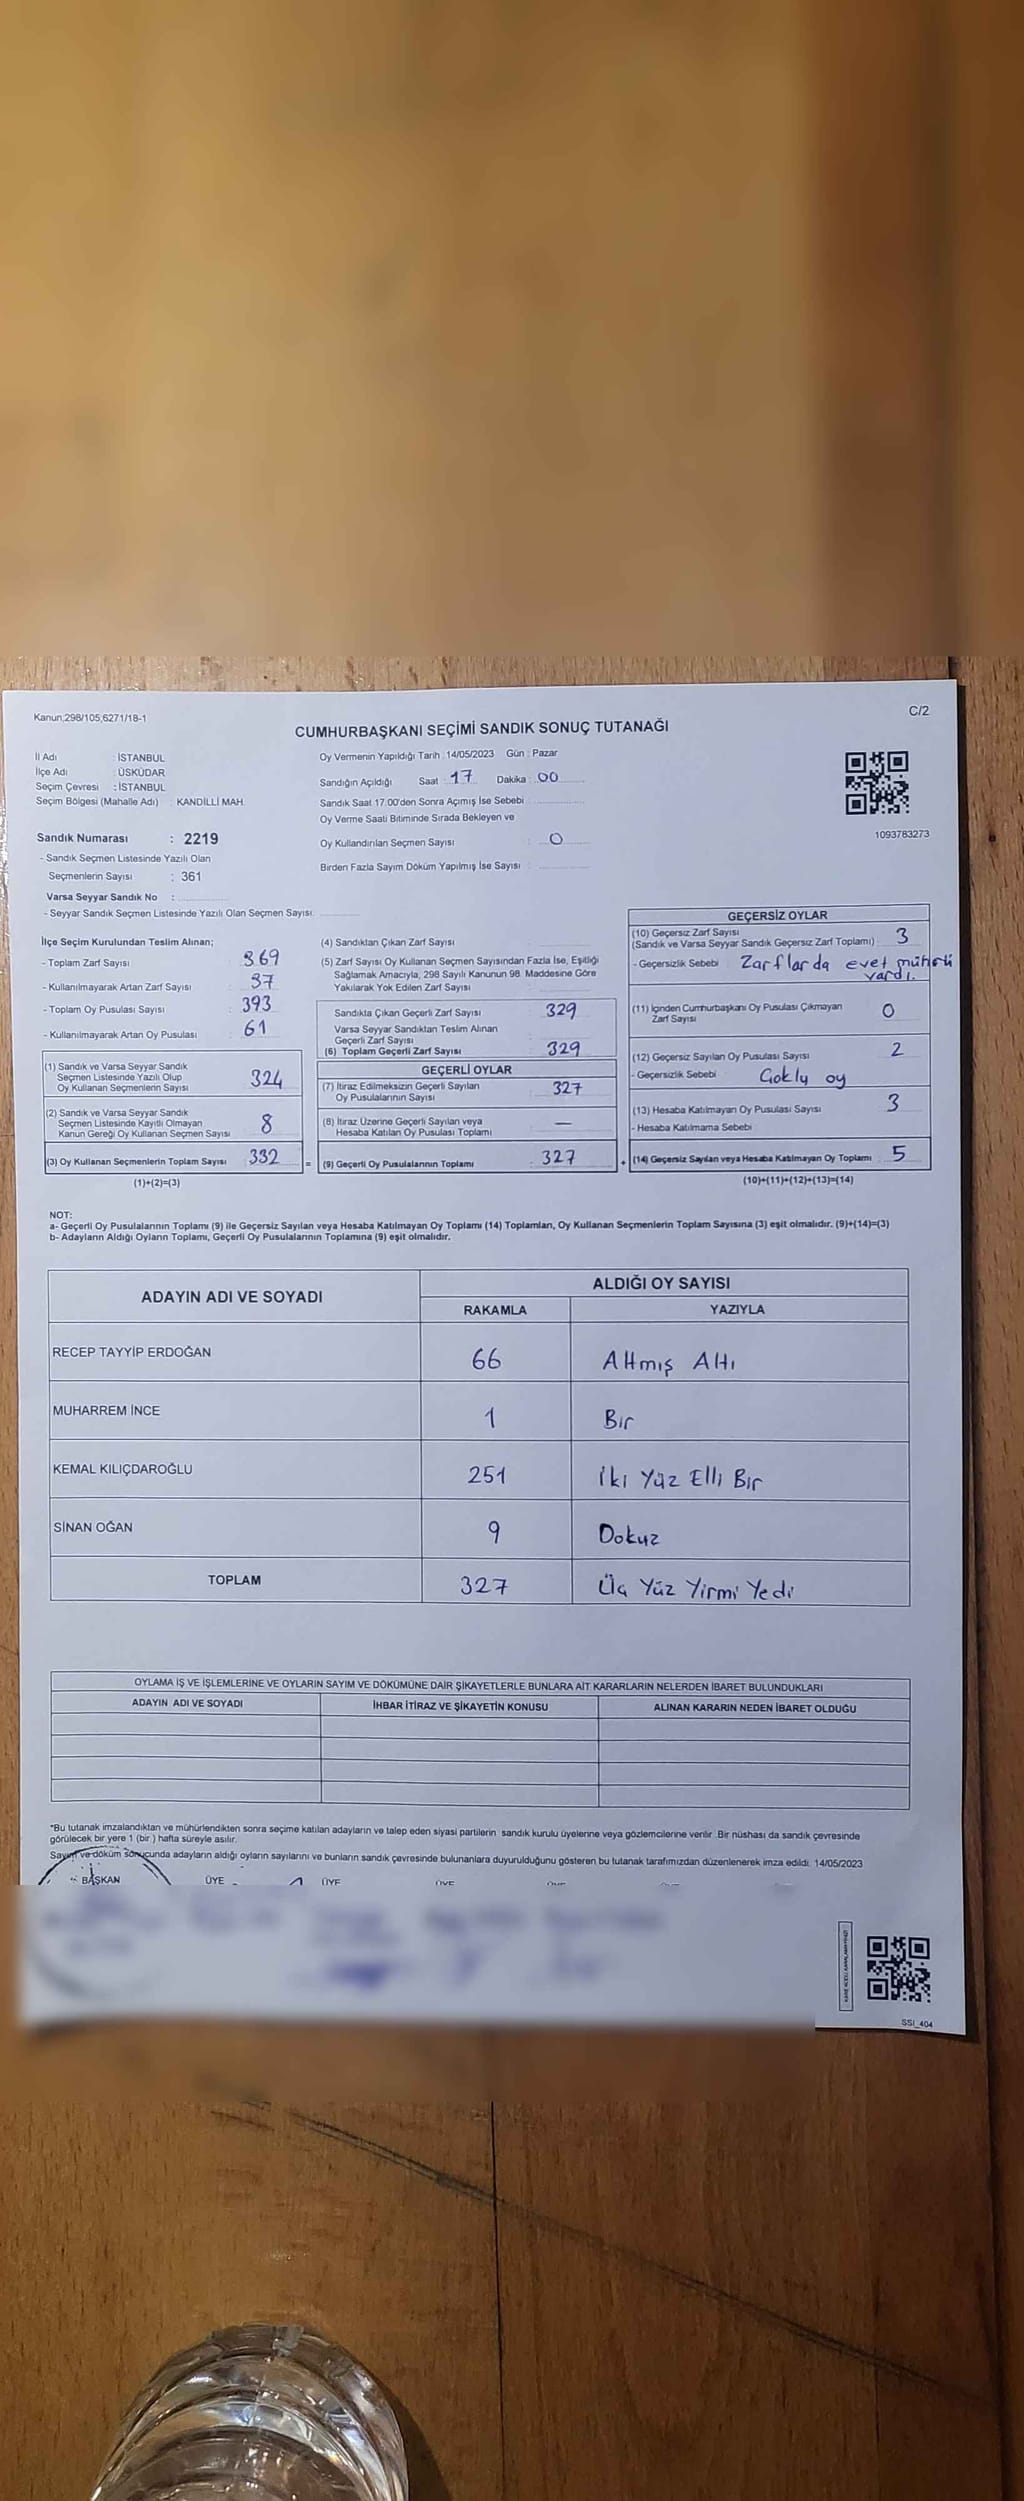 Kanun;298/105,6271/18-1
C/2
CUMHURBAŞKANI SEÇİMİ SANDIK SONUÇ TUTANAĞI
İl Adı : İSTANBUL
İlçe Adı : ÜSKÜDAR
Seçim Çevresi : İSTANBUL
Seçim Bölgesi (Mahalle Adı) : KANDİLLİ MAH.
Sandık Numarası : 2219
- Sandık Seçmen Listesinde Yazılı Olan
Seçmenlerin Sayısı : 361
Varsa Seyyar Sandık No :
- Seyyar Sandık Seçmen Listesinde Yazılı Olan Seçmen Sayısı:
Oy Vermenin Yapıldığı Tarih : 14/05/2023 Gün : Pazar
Sandığın Açıldığı Saat : 17 Dakika : 00
Sandık Saat 17.00'den Sonra Açımış İse Sebebi
Oy Verme Saati Bitiminde Sırada Bekleyen ve
Oy Kullandırılan Seçmen Sayısı : 0
Birden Fazla Sayım Döküm Yapılmış İse Sayısı :
1093783273
İlçe Seçim Kurulundan Teslim Alınan;
- Toplam Zarf Sayısı : 369
- Kullanılmayarak Artan Zarf Sayısı : 37
- Toplam Oy Pusulası Sayısı : 393
- Kullanılmayarak Artan Oy Pusulası : 61
(1) Sandık ve Varsa Seyyar Sandık
Seçmen Listesinde Yazılı Olup
Oy Kullanan Seçmenlerin Sayısı : 324
(2) Sandık ve Varsa Seyyar Sandık
Seçmen Listesinde Kayıtlı Olmayan
Kanun Gereği Oy Kullanan Seçmen Sayısı : 8
(3) Oy Kullanan Seçmenlerin Toplam Sayısı : 332
(1)+(2)=(3)
(4) Sandıktan Çıkan Zarf Sayısı :
(5) Zarf Sayısı Oy Kullanan Seçmen Sayısından Fazla İse, Eşitliği
Sağlamak Amacıyla, 298 Sayılı Kanunun 98. Maddesine Göre
Yakılarak Yok Edilen Zarf Sayısı :
Sandıkta Çıkan Geçerli Zarf Sayısı : 329
Varsa Seyyar Sandıktan Teslim Alınan
Geçerli Zarf Sayısı :
(6) Toplam Geçerli Zarf Sayısı : 329
GEÇERLİ OYLAR
(7) İtiraz Edilmeksizin Geçerli Sayılan
Oy Pusulalarının Sayısı : 327
(8) İtiraz Üzerine Geçerli Sayılan veya
Hesaba Katılan Oy Pusulası Toplamı : —
= (9) Geçerli Oy Pusulalarının Toplamı : 327
GEÇERSİZ OYLAR
(10) Geçersiz Zarf Sayısı
(Sandık ve Varsa Seyyar Sandık Geçersiz Zarf Toplamı) : 3
- Geçersizlik Sebebi : Zarflarda evet mührü
vardı.
(11) İçinden Cumhurbaşkanı Oy Pusulası Çıkmayan
Zarf Sayısı : 0
(12) Geçersiz Sayılan Oy Pusulası Sayısı : 2
- Geçersizlik Sebebi :
oy
(13) Hesaba Katılmayan Oy Pusulası Sayısı : 3
- Hesaba Katılmama Sebebi :
+ (14) Geçersiz Sayılan veya Hesaba Katılmayan Oy Toplamı : 5
(10)+(11)+(12)+(13)=(14)
NOT:
a- Geçerli Oy Pusulalarının Toplamı (9) ile Geçersiz Sayılan veya Hesaba Katılmayan Oy Toplamı (14) Toplamları, Oy Kullanan Seçmenlerin Toplam Sayısına (3) eşit olmalıdır. (9)+(14)=(3)
b- Adayların Aldığı Oyların Toplamı, Geçerli Oy Pusulalarının Toplamına (9) eşit olmalıdır.
ADAYIN ADI VE SOYADI ALDIĞI OY SAYISI
RAKAMLA YAZIYLA
RECEP TAYYİP ERDOĞAN 66 Altmış Altı
MUHARREM İNCE 1 Bir
KEMAL KILIÇDAROĞLU 251 İki Yüz Elli Bir
SİNAN OĞAN 9 Dokuz
TOPLAM 327 Üç Yüz Yirmi Yedi
OYLAMA İŞ VE İŞLEMLERİNE VE OYLARIN SAYIM VE DÖKÜMÜNE DAİR ŞİKAYETLERLE BUNLARA AİT KARARLARIN NELERDEN İBARET BULUNDUKLARI
ADAYIN ADI VE SOYADI İHBAR İTİRAZ VE ŞİKAYETİN KONUSU ALINAN KARARIN NEDEN İBARET OLDUĞU
*Bu tutanak imzalandıktan ve mühürlendikten sonra seçime katılan adayların ve talep eden siyasi partilerin sandık kurulu üyelerine veya gözlemcilerine verilir. Bir nüshası da sandık çevresinde
görülecek bir yere 1 (bir ) hafta süreyle asılır.
Sayım ve döküm sonucunda adayların aldığı oyların sayılarını ve bunların sandık çevresinde bulunanlara duyurulduğunu gösteren bu tutanak tarafımızdan düzenlenerek imza edildi. 14/05/2023
BAŞKAN ÜYE ÜYE
SSI_404